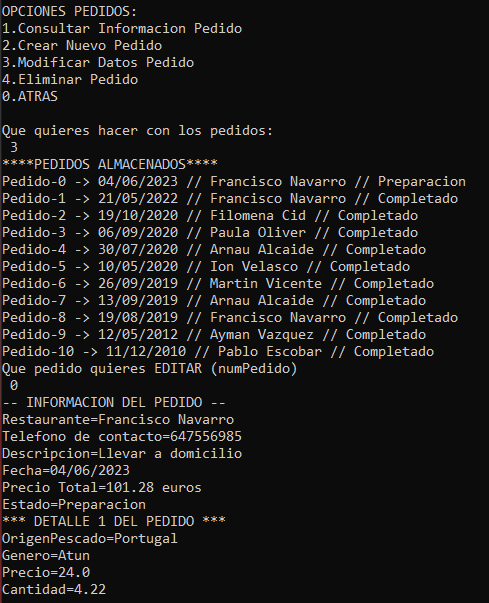 OPCIONES PEDIDOS:
1.Consultar Informacion Pedido
2.Crear Nuevo Pedido
3.Modificar Datos Pedido
4.Eliminar Pedido
0.ATRAS
Que quieres hacer con los pedidos:
3
****PEDIDOS ALMACENADOS****
Pedido-0 -> 04/06/2023 // Francisco Navarro // Preparacion
Pedido-1 -> 21/05/2022 // Francisco Navarro // Completado
Pedido-2 -> 19/10/2020 // Filomena Cid // Completado
Pedido-3 -> 06/09/2020 // Paula Oliver // Completado
Pedido-4 -> 30/07/2020 // Arnau Alcaide // Completado
Pedido-5 -> 10/05/2020 // Ion Velasco // Completado
Pedido-6 -> 26/09/2019 // Martin Vicente // Completado
Pedido-7 -> 13/09/2019 // Arnau Alcaide // Completado
Pedido-8 -> 19/08/2019 // Francisco Navarro // Completado
Pedido-9 -> 12/05/2012 // Ayman Vazquez // Completado
Pedido-10 -> 11/12/2010 // Pablo Escobar // Completado
Que pedido quieres EDITAR (numPedido)
0
-- INFORMACION DEL PEDIDO --
Restaurante=Francisco Navarro
Telefono de contacto=647556985
Descripcion=Llevar a domicilio
Fecha=04/06/2023
Precio Total=101.28 euros
Estado=Preparacion
*** DETALLE 1 DEL PEDIDO ***
OrigenPescado=Portugal
Genero=Atun
Precio=24.0
Cantidad=4.22